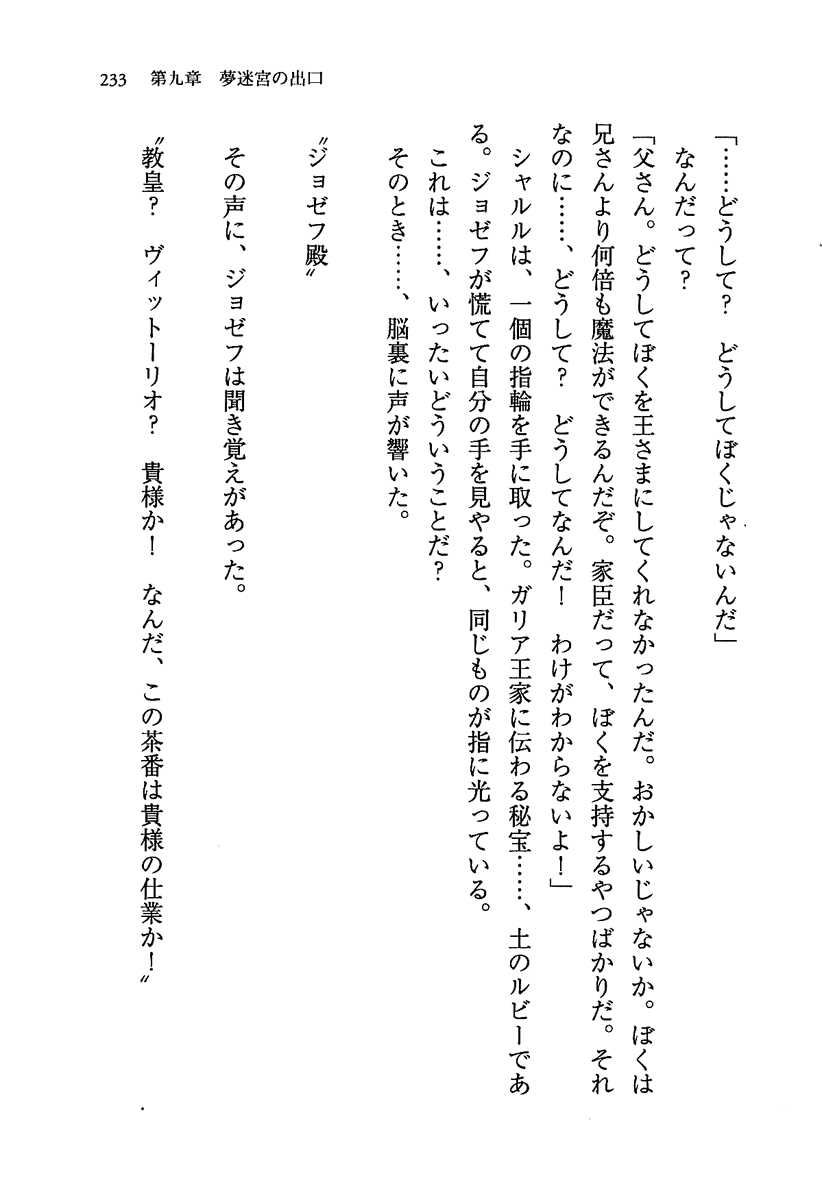 233　第九章　夢迷宮の出口
「……どうして？　どうしてぼくじゃないんだ」
　なんだって？
「父さん。どうしてぼくを王さまにしてくれなかったんだ。おかしいじゃないか。ぼくは
兄さんより何倍も魔法ができるんだぞ。家臣だって、ぼくを支持するやつばかりだ。それ
なのに……、どうして？　どうしてなんだ！　わけがわからないよ！」
　シャルルは、一個の指輪を手に取った。ガリア王家に伝わる秘宝……、土のルビーであ
る。ジョゼフが慌てて自分の手を見やると、同じものが指に光っている。
　これは……、いったいどういうことだ？
　そのとき……、脳裏に声が響いた。
〝ジョゼフ殿〟
　その声に、ジョゼフは聞き覚えがあった。
〝教皇？　ヴィットーリオ？　貴様か！　なんだ、この茶番は貴様の仕業か！〟